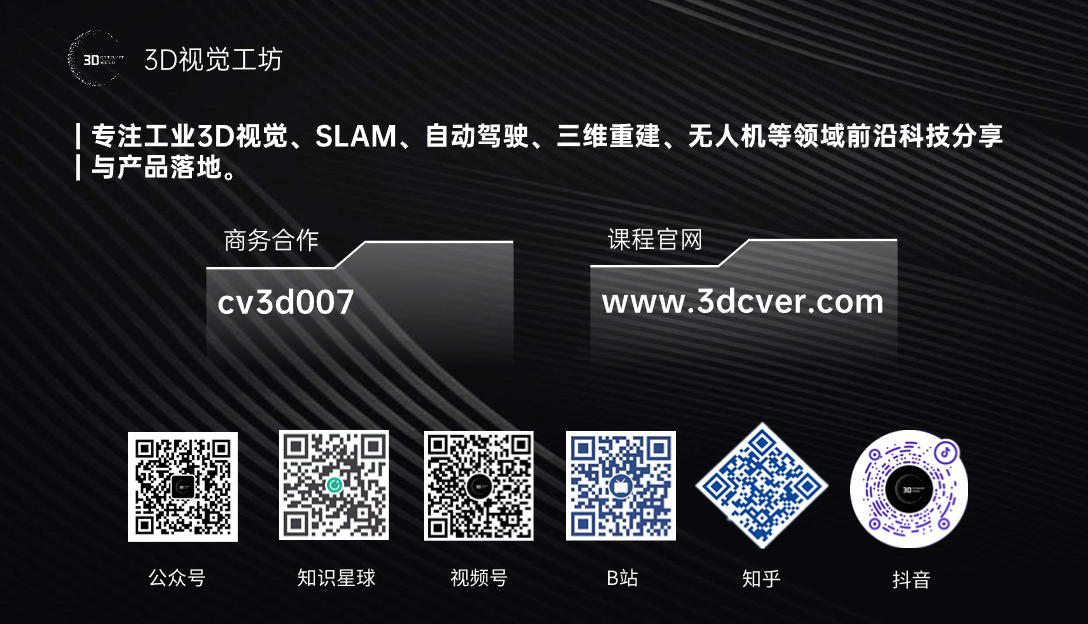 3D视觉工坊
专注工业3D视觉、SLAM、自动驾驶、三维重建、无人机等领域前沿科技分享
与产品落地。
商务合作
课程官网
cv3d007
www.3dcver.com
公众号
知识星球
视频号
B站
知乎
抖音